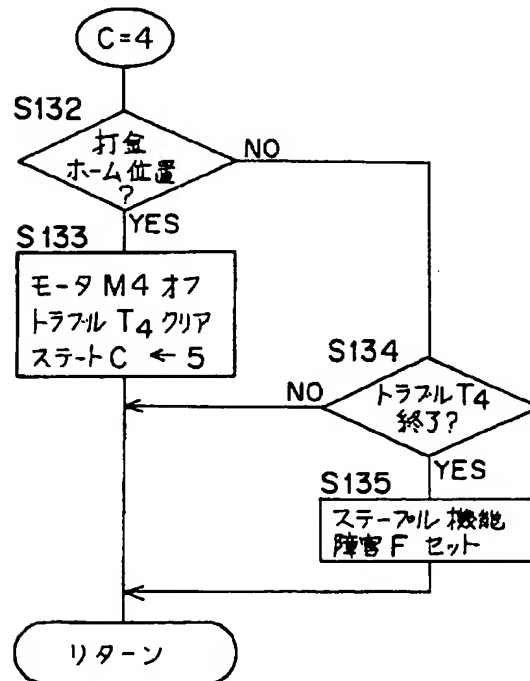 C=4
S132
打金
ホーム位置
?
NO
YES
S133
モータ M4 オフ
トラブル T4 クリア
ステート C ← 5
S134
NO
トラブル T4
終了?
YES
S135
ステープル 機能
障害 F セット
リターン